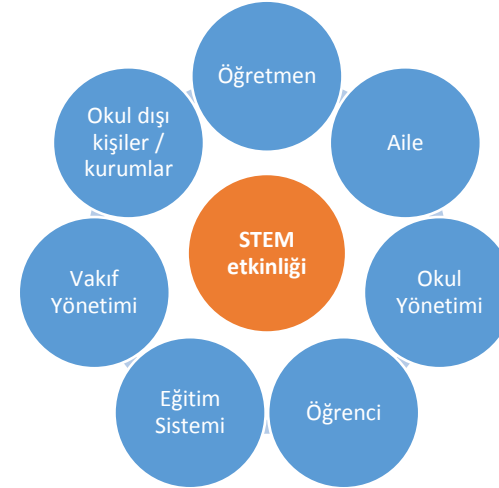 Öğretmen
Aile
Okul
Yönetimi
Öğrenci
Eğitim
Sistemi
Vakıf
Yönetimi
Okul dışı
kişiler /
kurumlar
STEM
etkinliği